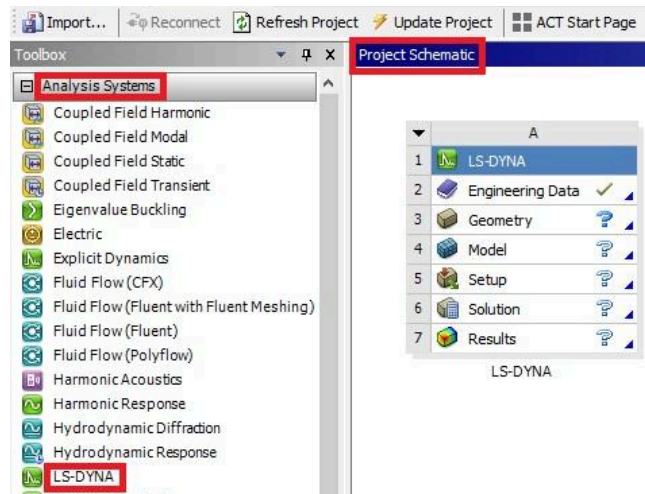 Import... Reconnect Refresh Project Update Project ACT Start Page
Toolbox
Analysis Systems
Coupled Field Harmonic
Coupled Field Modal
Coupled Field Static
Coupled Field Transient
Eigenvalue Buckling
Electric
Explicit Dynamics
Fluid Flow (CFX)
Fluid Flow (Fluent with Fluent Meshing)
Fluid Flow (Fluent)
Fluid Flow (Polyflow)
Harmonic Acoustics
Harmonic Response
Hydrodynamic Diffraction
Hydrodynamic Response
LS-DYNA
Project Schematic
A
1 LS-DYNA
2 Engineering Data
3 Geometry
4 Model
5 Setup
6 Solution
7 Results
LS-DYNA